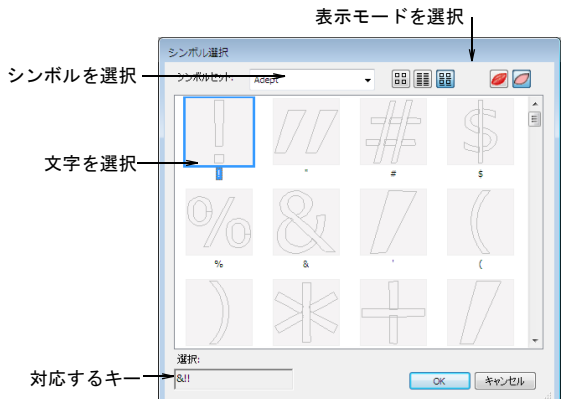 表示モードを選択
シンボル選択
シンボルを選択
シンボルセット: Adept
文字を選択
! " # $
! " # $
% & ' (
% & ' (
) * + /
選択:
対応するキー
&!!
OK キャンセル